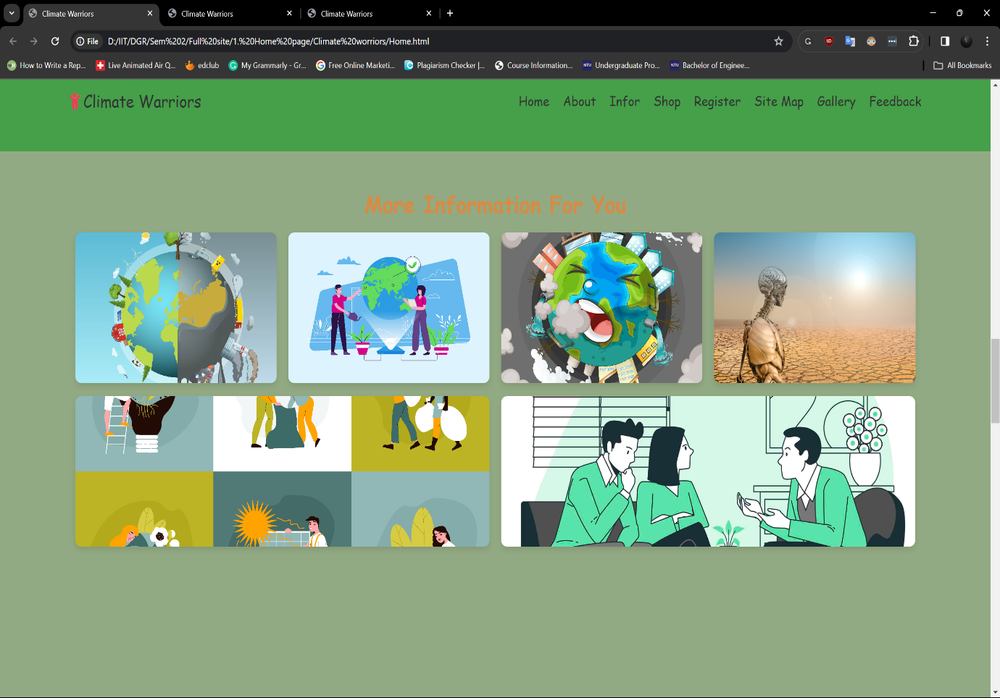 Climate Warriors
Climate Warriors
Climate Warriors
File D:/IIT/DGR/Sem%202/Full%20site/1.%20Home%20page/Climate%20worriors/Home.html
How to Write a Rep... Live Animated Air Q... edclub My Grammarly - Gr... Free Online Marketi... Plagiarism Checker |... Course Information... NTU Undergraduate Pro... NTU Bachelor of Enginee... All Bookmarks
Climate Warriors Home About Infor Shop Register Site Map Gallery Feedback
More Information For You